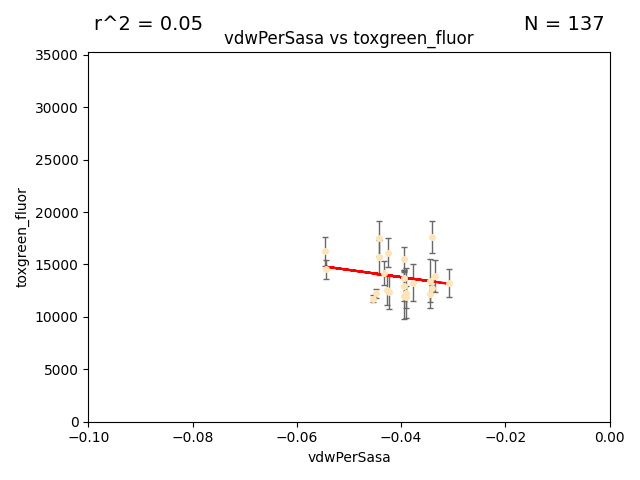 r^2 = 0.05
N = 137
vdwPerSasa vs toxgreen_fluor
35000
30000
25000
20000
15000
10000
5000
0
toxgreen_fluor
−0.10
−0.08
−0.06
−0.04
−0.02
0.00
vdwPerSasa